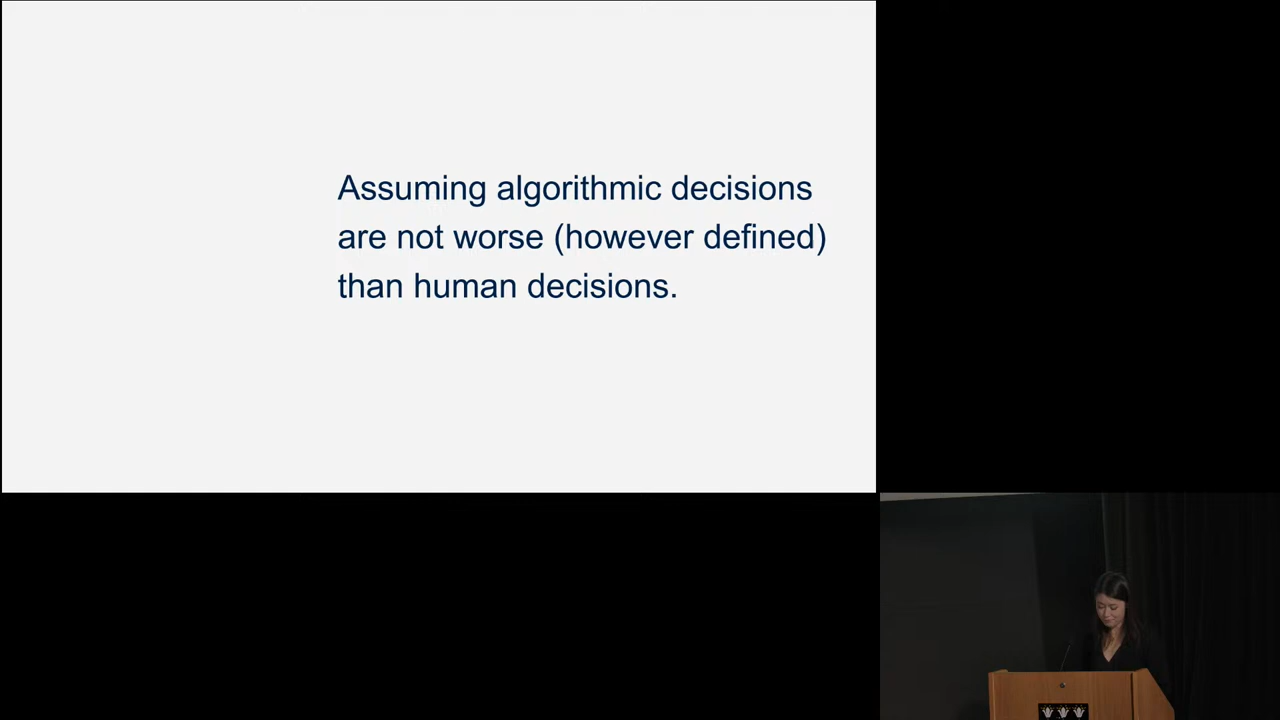 Assuming algorithmic decisions
are not worse (however defined)
than human decisions.